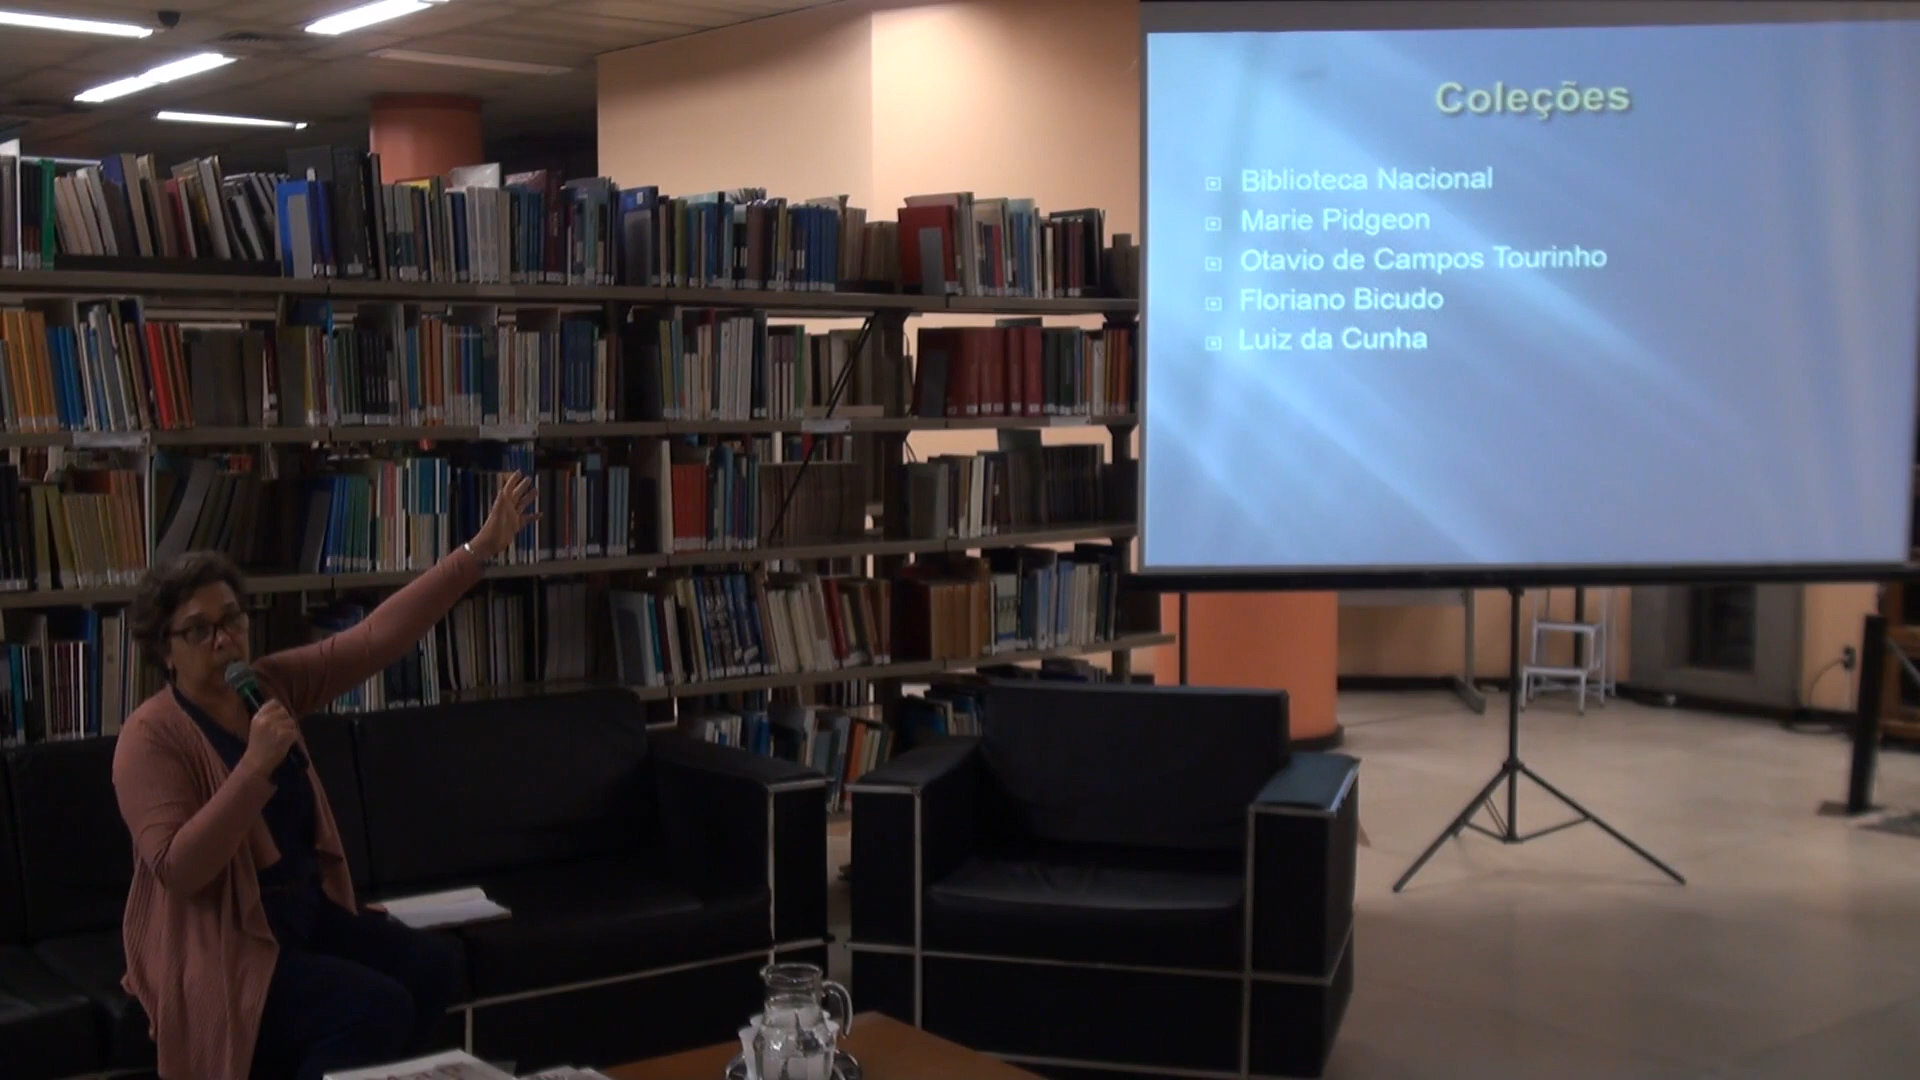 Coleções
Biblioteca Nacional
Marie Pidgeon
Otavio de Campos Tourinho
Floriano Bicudo
Luiz da Cunha